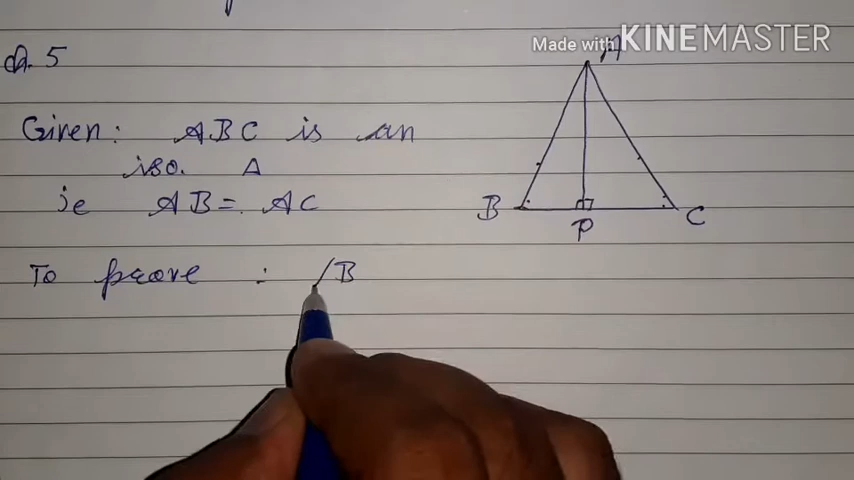 Made with KINEMASTER
Q.5
A
Given: ABC is an
iso. Δ
ie AB = AC
B P C
To prove : ∠B